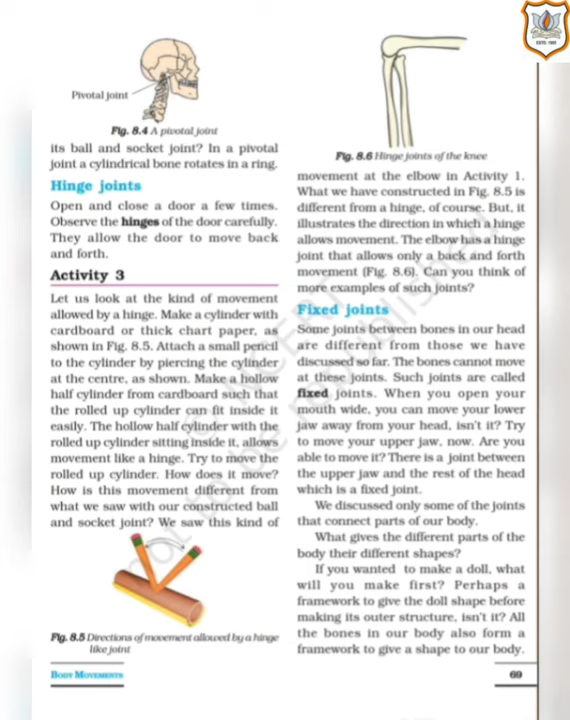 ESTD: 1989
Pivotal joint
Fig. 8.4 A pivotal joint
its ball and socket joint? In a pivotal
joint a cylindrical bone rotates in a ring.
Hinge joints
Open and close a door a few times.
Observe the hinges of the door carefully.
They allow the door to move back
and forth.
Activity 3
Let us look at the kind of movement
allowed by a hinge. Make a cylinder with
cardboard or thick chart paper, as
shown in Fig. 8.5. Attach a small pencil
to the cylinder by piercing the cylinder
at the centre, as shown. Make a hollow
half cylinder from cardboard such that
the rolled up cylinder can fit inside it
easily. The hollow half cylinder with the
rolled up cylinder sitting inside it, allows
movement like a hinge. Try to move the
rolled up cylinder. How does it move?
How is this movement different from
what we saw with our constructed ball
and socket joint? We saw this kind of
Fig. 8.5 Directions of movement allowed by a hinge
like joint
Fig. 8.6 Hinge joints of the knee
movement at the elbow in Activity 1.
What we have constructed in Fig. 8.5 is
different from a hinge, of course. But, it
illustrates the direction in which a hinge
allows movement. The elbow has a hinge
joint that allows only a back and forth
movement (Fig. 8.6). Can you think of
more examples of such joints?
Fixed joints
Some joints between bones in our head
are different from those we have
discussed so far. The bones cannot move
at these joints. Such joints are called
fixed joints. When you open your
mouth wide, you can move your lower
jaw away from your head, isn't it? Try
to move your upper jaw, now. Are you
able to move it? There is a joint between
the upper jaw and the rest of the head
which is a fixed joint.
We discussed only some of the joints
that connect parts of our body.
What gives the different parts of the
body their different shapes?
If you wanted to make a doll, what
will you make first? Perhaps a
framework to give the doll shape before
making its outer structure, isn't it? All
the bones in our body also form a
framework to give a shape to our body.
BODY MOVEMENTS
69
not to be republished